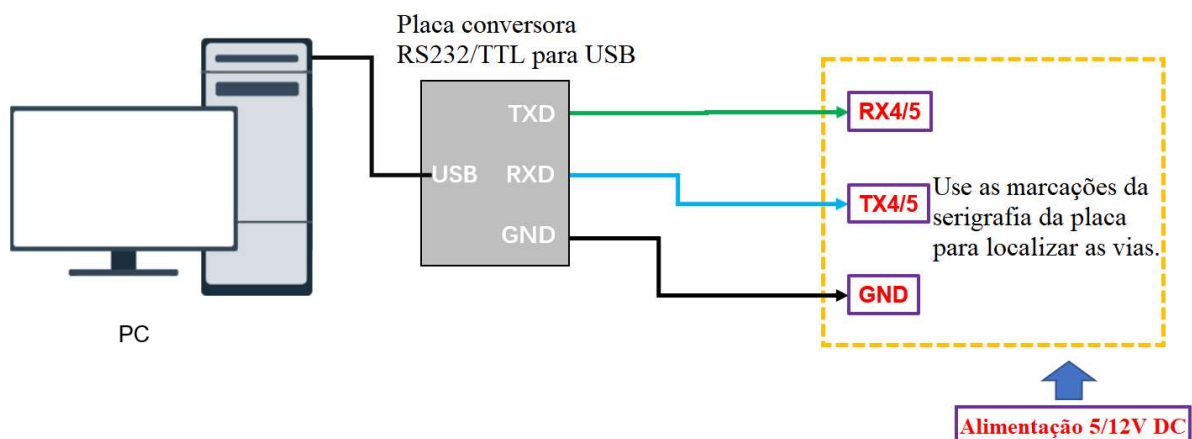 Placa conversora
RS232/TTL para USB
TXD
USB
RXD
GND
RX4/5
TX4/5
GND
Use as marcações da
serigrafia da placa
para localizar as vias.
PC
Alimentação 5/12V DC